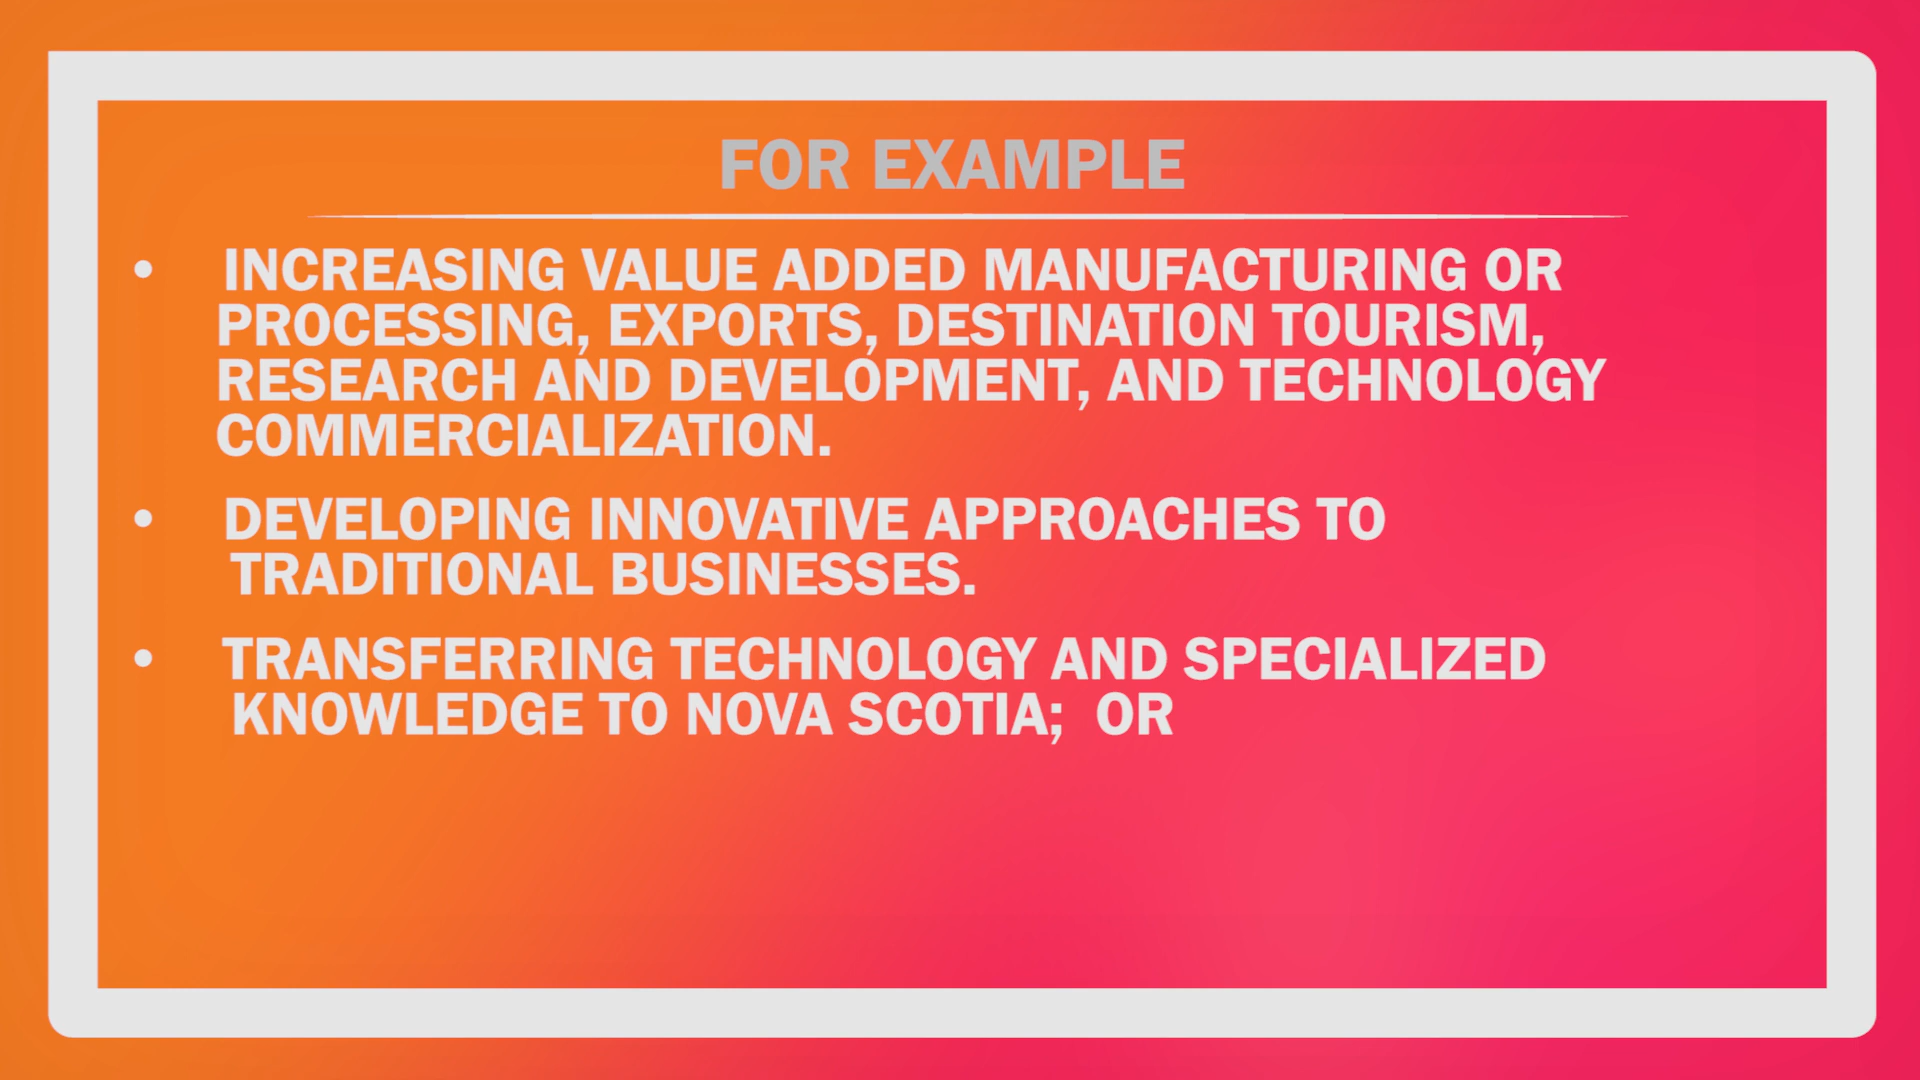 FOR EXAMPLE
• INCREASING VALUE ADDED MANUFACTURING OR
PROCESSING, EXPORTS, DESTINATION TOURISM,
RESEARCH AND DEVELOPMENT, AND TECHNOLOGY
COMMERCIALIZATION.
• DEVELOPING INNOVATIVE APPROACHES TO
TRADITIONAL BUSINESSES.
• TRANSFERRING TECHNOLOGY AND SPECIALIZED
KNOWLEDGE TO NOVA SCOTIA;  OR